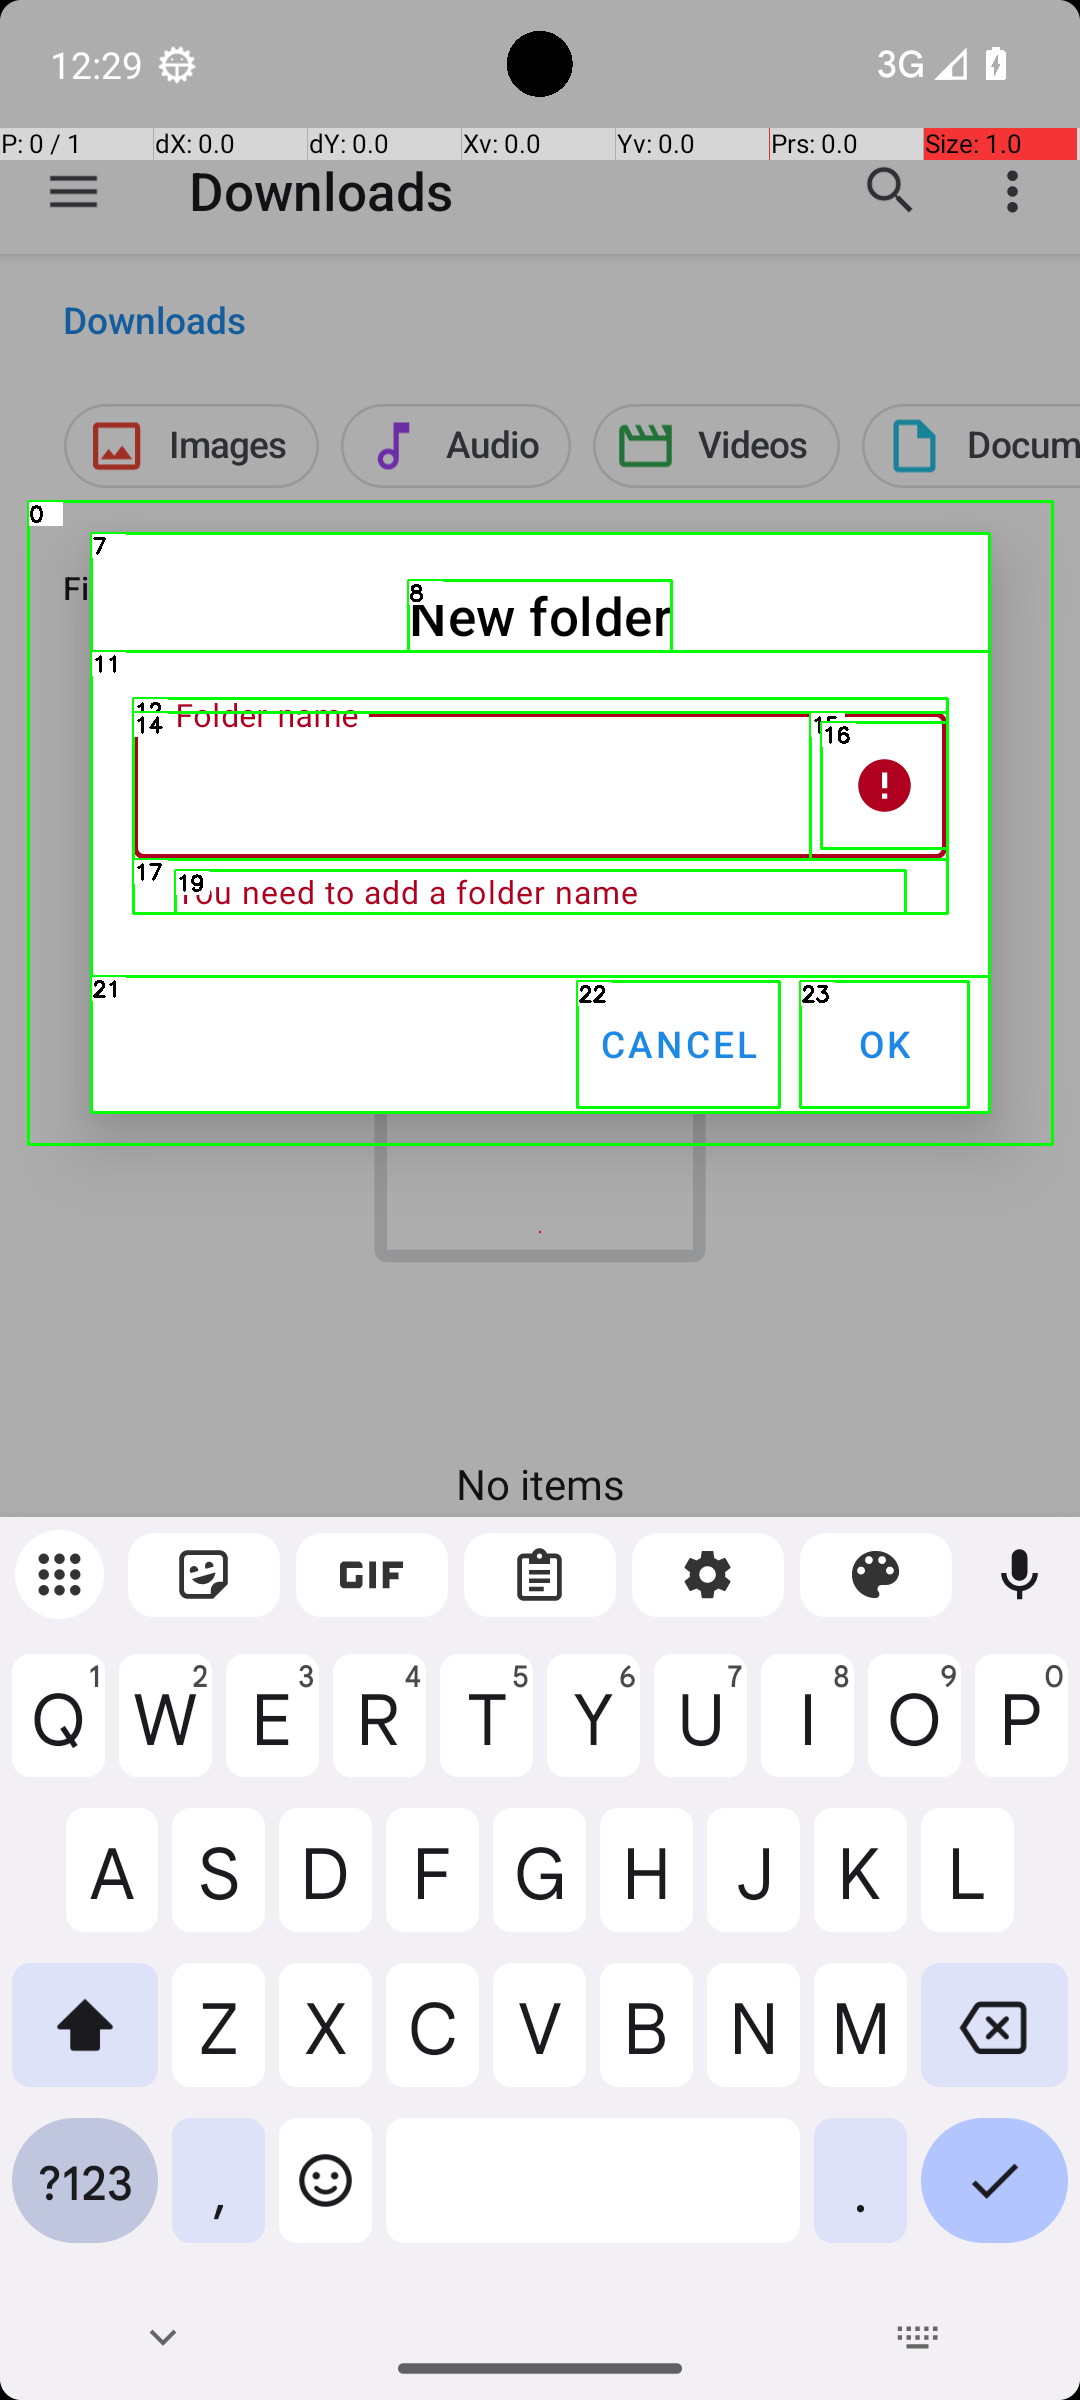 12:29 3G
P: 0 / 1 dX: 0.0 dY: 0.0 Xv: 0.0 Yv: 0.0 Prs: 0.0 Size: 1.0
Downloads
Downloads
Images Audio Videos Docum
0
7
Fi
8
New folder
11
12
Folder name
14 15
16
17
19
You need to add a folder name
21 22 23
CANCEL OK
No items
GIF
1 2 3 4 5 6 7 8 9 0
Q W E R T Y U I O P
A S D F G H J K L
Z X C V B N M
?123 , .